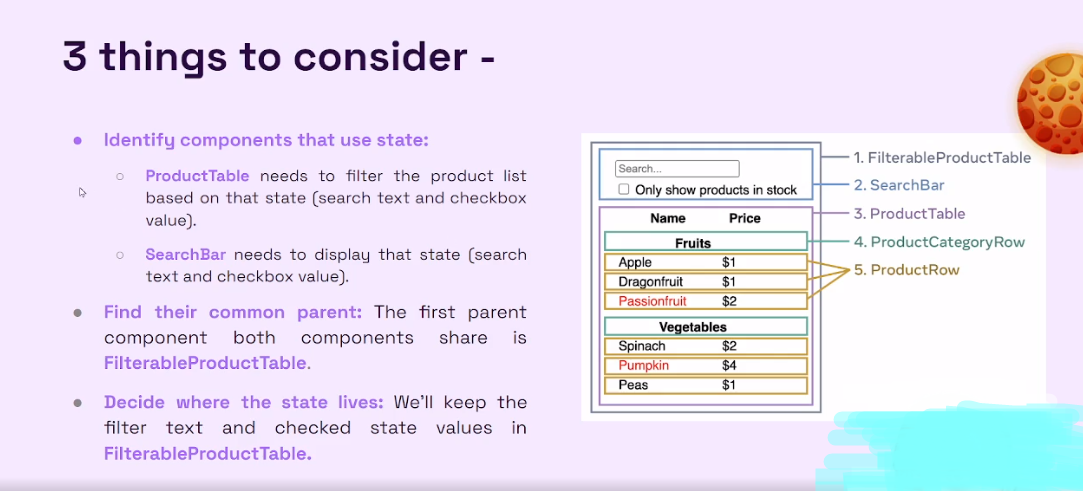 3 things to consider -
● Identify components that use state:
○ ProductTable needs to filter the product list
based on that state (search text and checkbox
value).
○ SearchBar needs to display that state (search
text and checkbox value).
● Find their common parent: The first parent
component both components share is
FilterableProductTable.
● Decide where the state lives: We'll keep the
filter text and checked state values in
FilterableProductTable.
Search...
Only show products in stock
Name Price
Fruits
Apple $1
Dragonfruit $1
Passionfruit $2
Vegetables
Spinach $2
Pumpkin $4
Peas $1
1. FilterableProductTable
2. SearchBar
3. ProductTable
4. ProductCategoryRow
5. ProductRow